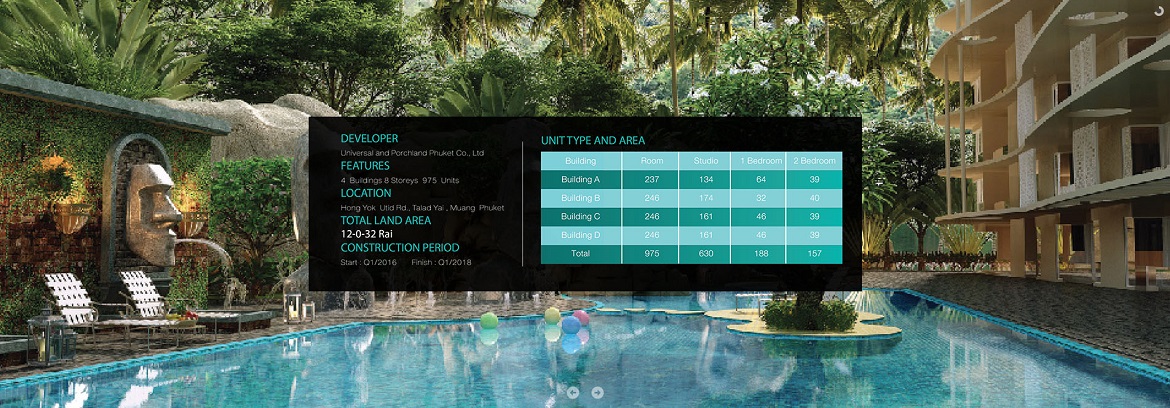 DEVELOPER
Universal and Porchland Phuket Co., Ltd
FEATURES
4 Buildings 8 Storeys 975 Units
LOCATION
Hong Yok Utid Rd., Talad Yai , Muang Phuket
TOTAL LAND AREA
12-0-32 Rai
CONSTRUCTION PERIOD
Start : Q1/2016 Finish : Q1/2018
UNIT TYPE AND AREA
Building Room Studio 1 Bedroom 2 Bedroom
Building A 237 134 64 39
Building B 246 174 32 40
Building C 246 161 46 39
Building D 246 161 46 39
Total 975 630 188 157